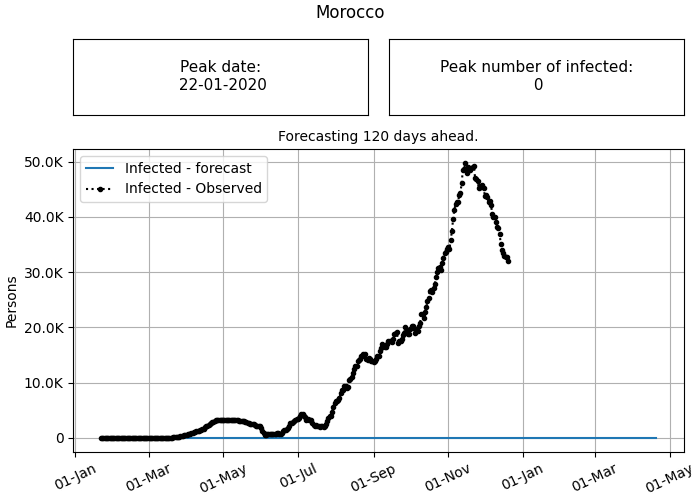 Morocco
Peak date:
22-01-2020
Peak number of infected:
0
Forecasting 120 days ahead.
Infected - forecast
Infected - Observed
Persons
50.0K
40.0K
30.0K
20.0K
10.0K
0
01-Jan
01-Mar
01-May
01-Jul
01-Sep
01-Nov
01-Jan
01-Mar
01-May